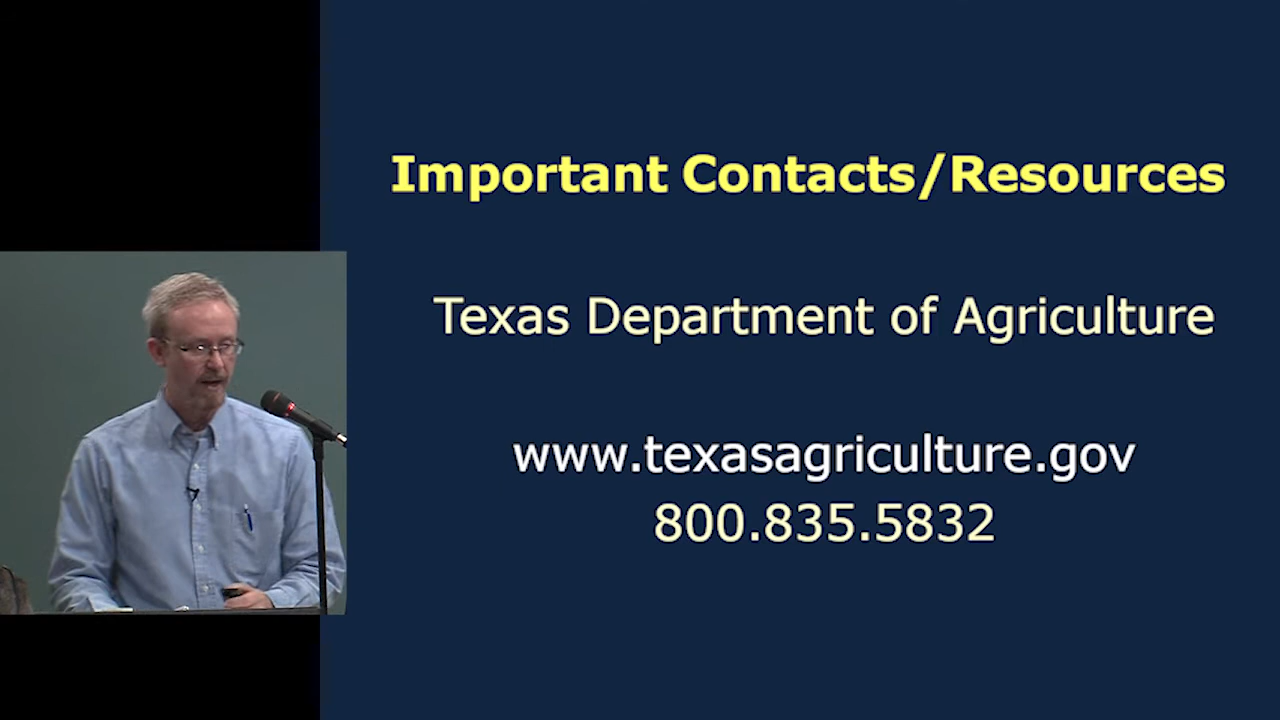 Important Contacts/Resources
Texas Department of Agriculture
www.texasagriculture.gov
800.835.5832